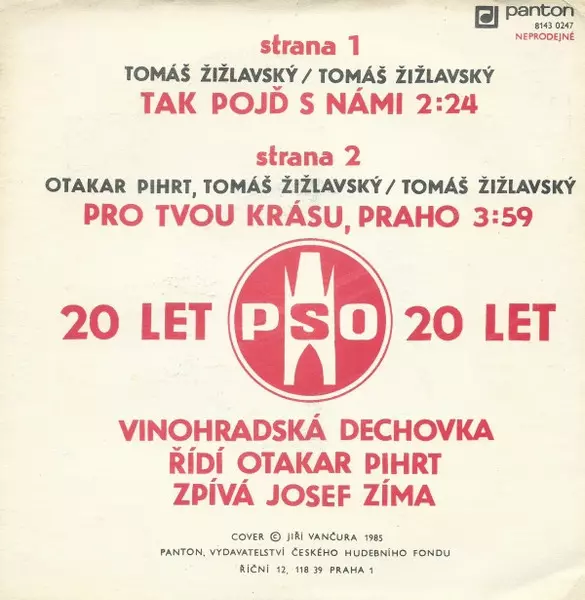 panton
8143 0247
NEPRODEJNÉ
strana 1
TOMÁŠ ŽIŽLAVSKÝ / TOMÁŠ ŽIŽLAVSKÝ
TAK POJĎ S NÁMI 2:24
strana 2
OTAKAR PIHRT, TOMÁŠ ŽIŽLAVSKÝ / TOMÁŠ ŽIŽLAVSKÝ
PRO TVOU KRÁSU, PRAHO 3:59
20 LET PSO 20 LET
VINOHRADSKÁ DECHOVKA
ŘÍDÍ OTAKAR PIHRT
ZPÍVÁ JOSEF ZÍMA
COVER © JIŘÍ VANČURA 1985
PANTON, VYDAVATELSTVÍ ČESKÉHO HUDEBNÍHO FONDU
ŘÍČNÍ 12, 118 39 PRAHA 1